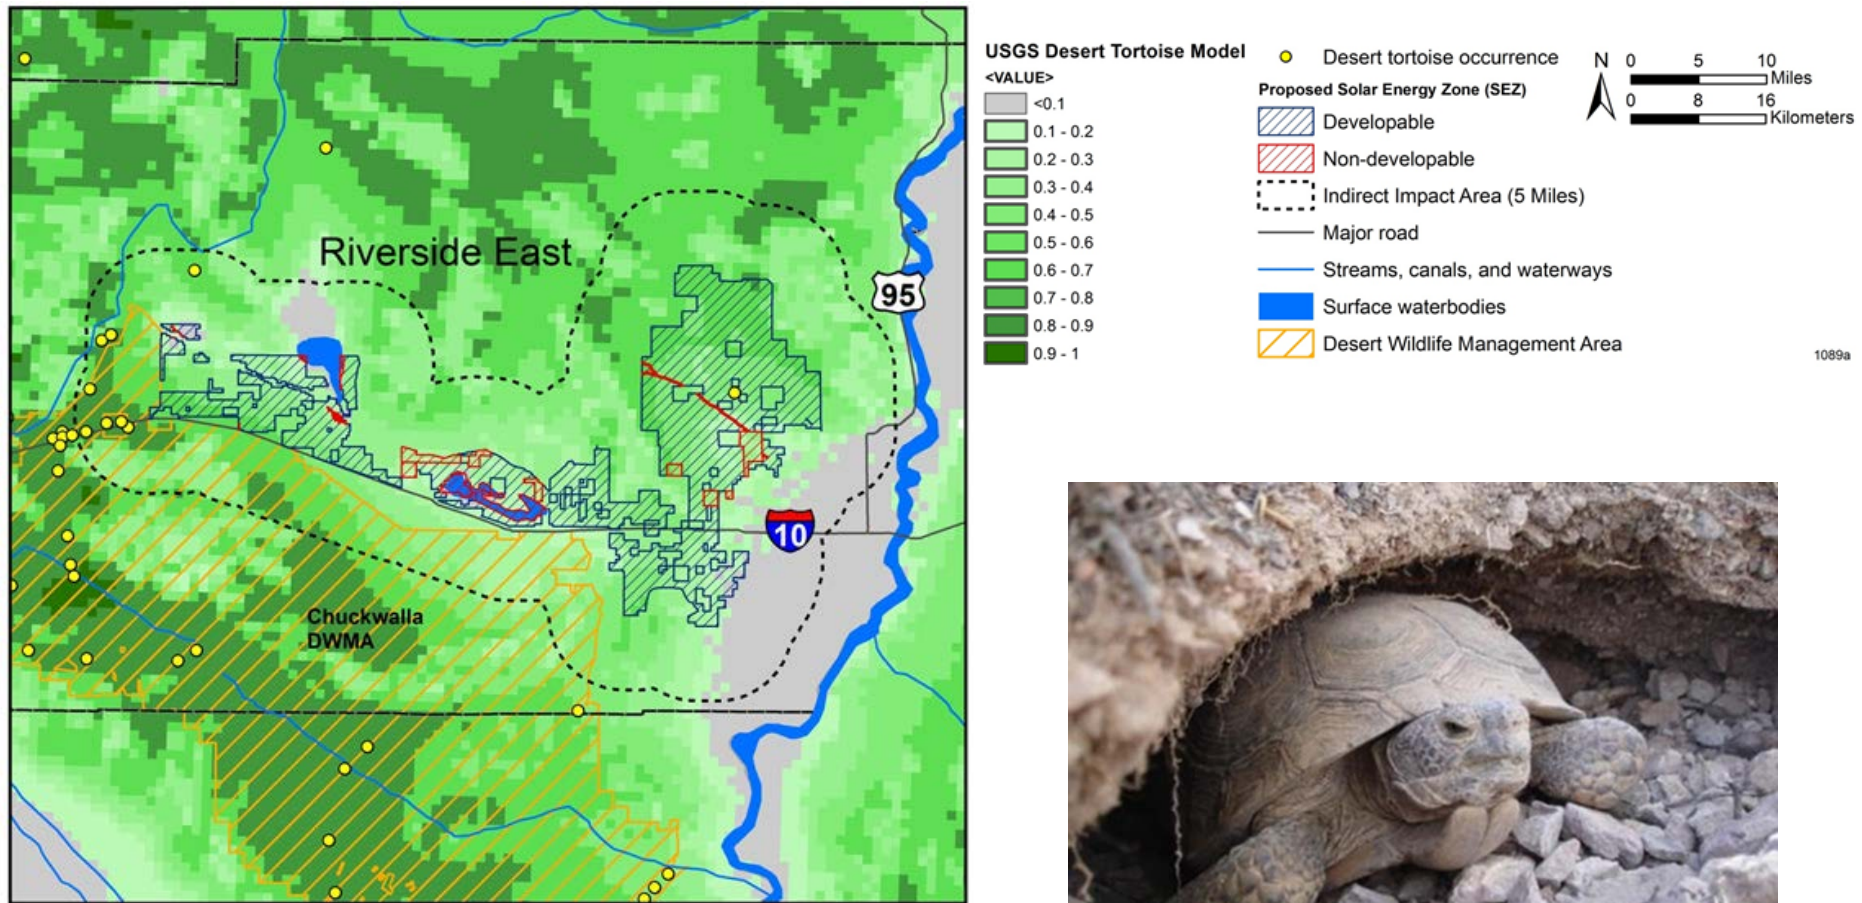 Riverside East
95
10
Chuckwalla
DWMA
USGS Desert Tortoise Model
<VALUE>
<0.1
0.1 - 0.2
0.2 - 0.3
0.3 - 0.4
0.4 - 0.5
0.5 - 0.6
0.6 - 0.7
0.7 - 0.8
0.8 - 0.9
0.9 - 1
Desert tortoise occurrence
Proposed Solar Energy Zone (SEZ)
Developable
Non-developable
Indirect Impact Area (5 Miles)
Major road
Streams, canals, and waterways
Surface waterbodies
Desert Wildlife Management Area
N
0 5 10
Miles
0 8 16
Kilometers
1089a